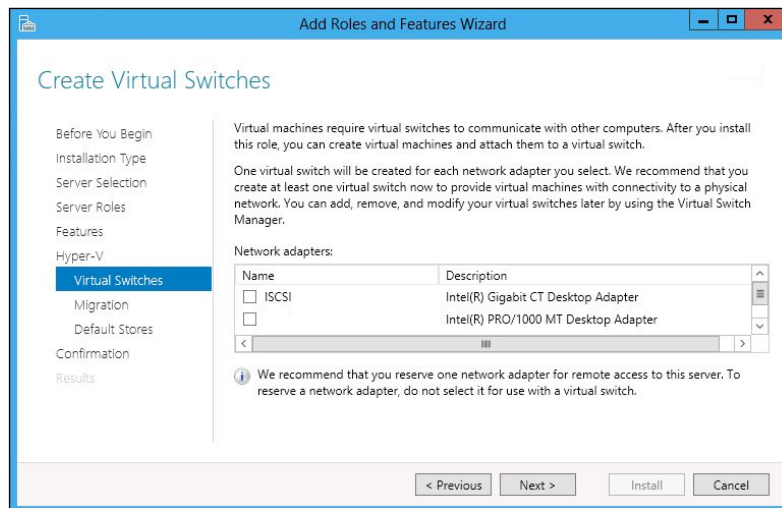 Add Roles and Features Wizard
Create Virtual Switches
Before You Begin
Installation Type
Server Selection
Server Roles
Features
Hyper-V
Virtual Switches
Migration
Default Stores
Confirmation
Results
Virtual machines require virtual switches to communicate with other computers. After you install
this role, you can create virtual machines and attach them to a virtual switch.
One virtual switch will be created for each network adapter you select. We recommend that you
create at least one virtual switch now to provide virtual machines with connectivity to a physical
network. You can add, remove, and modify your virtual switches later by using the Virtual Switch
Manager.
Network adapters:
Name Description
ISCSI Intel(R) Gigabit CT Desktop Adapter
Intel(R) PRO/1000 MT Desktop Adapter
We recommend that you reserve one network adapter for remote access to this server. To
reserve a network adapter, do not select it for use with a virtual switch.
< Previous Next > Install Cancel